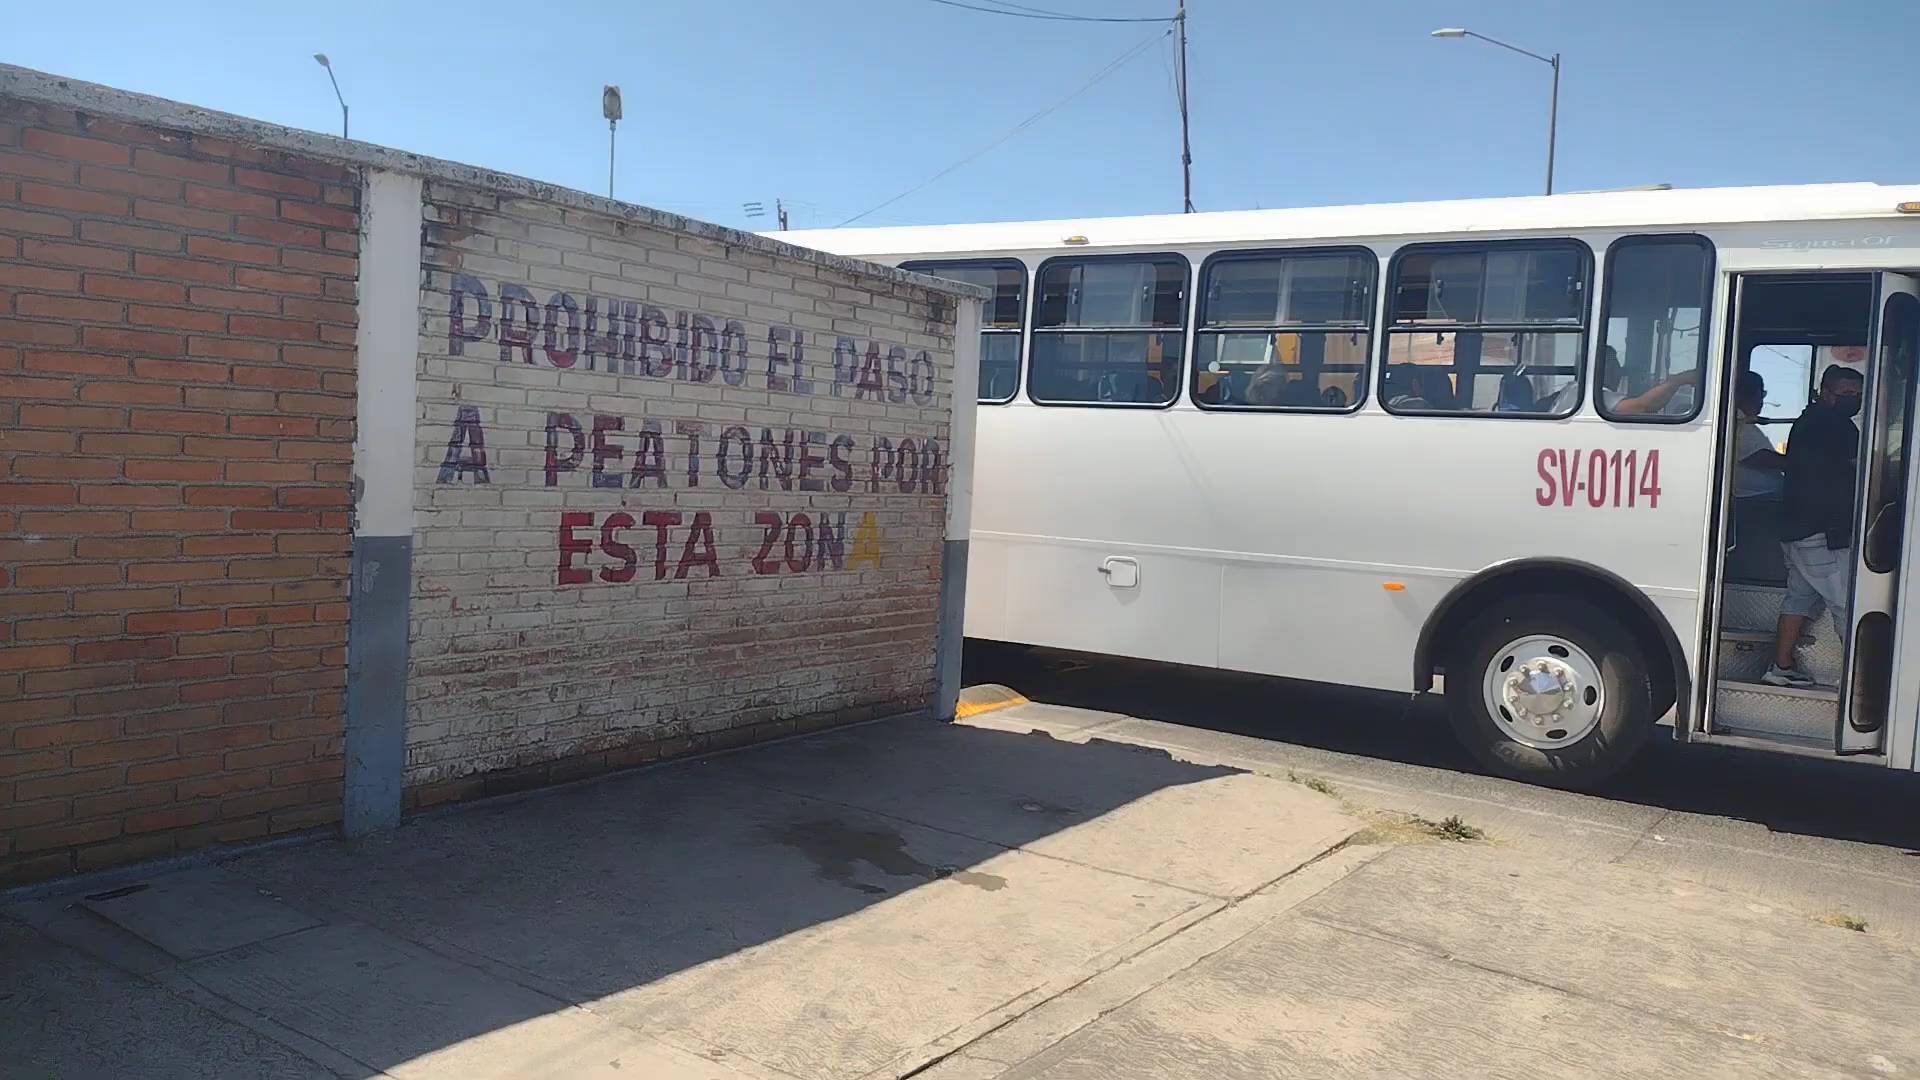 PROHIBIDO EL PASO
A PEATONES POR
ESTA ZONA
SV-0114